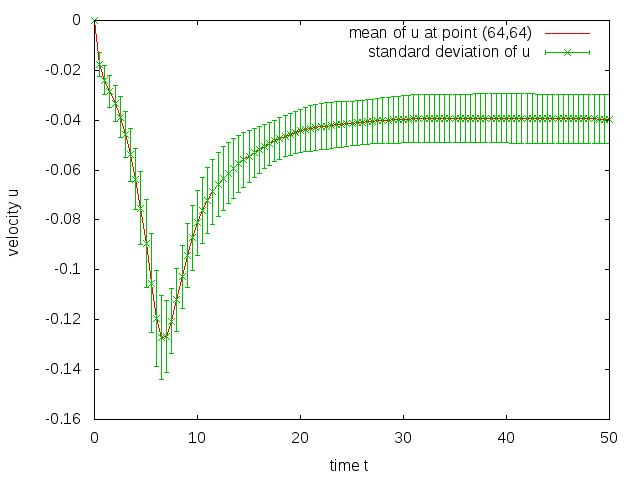 0
-0.02
-0.04
-0.06
-0.08
-0.1
-0.12
-0.14
-0.16
0 10 20 30 40 50
velocity u
time t
mean of u at point (64,64)
standard deviation of u